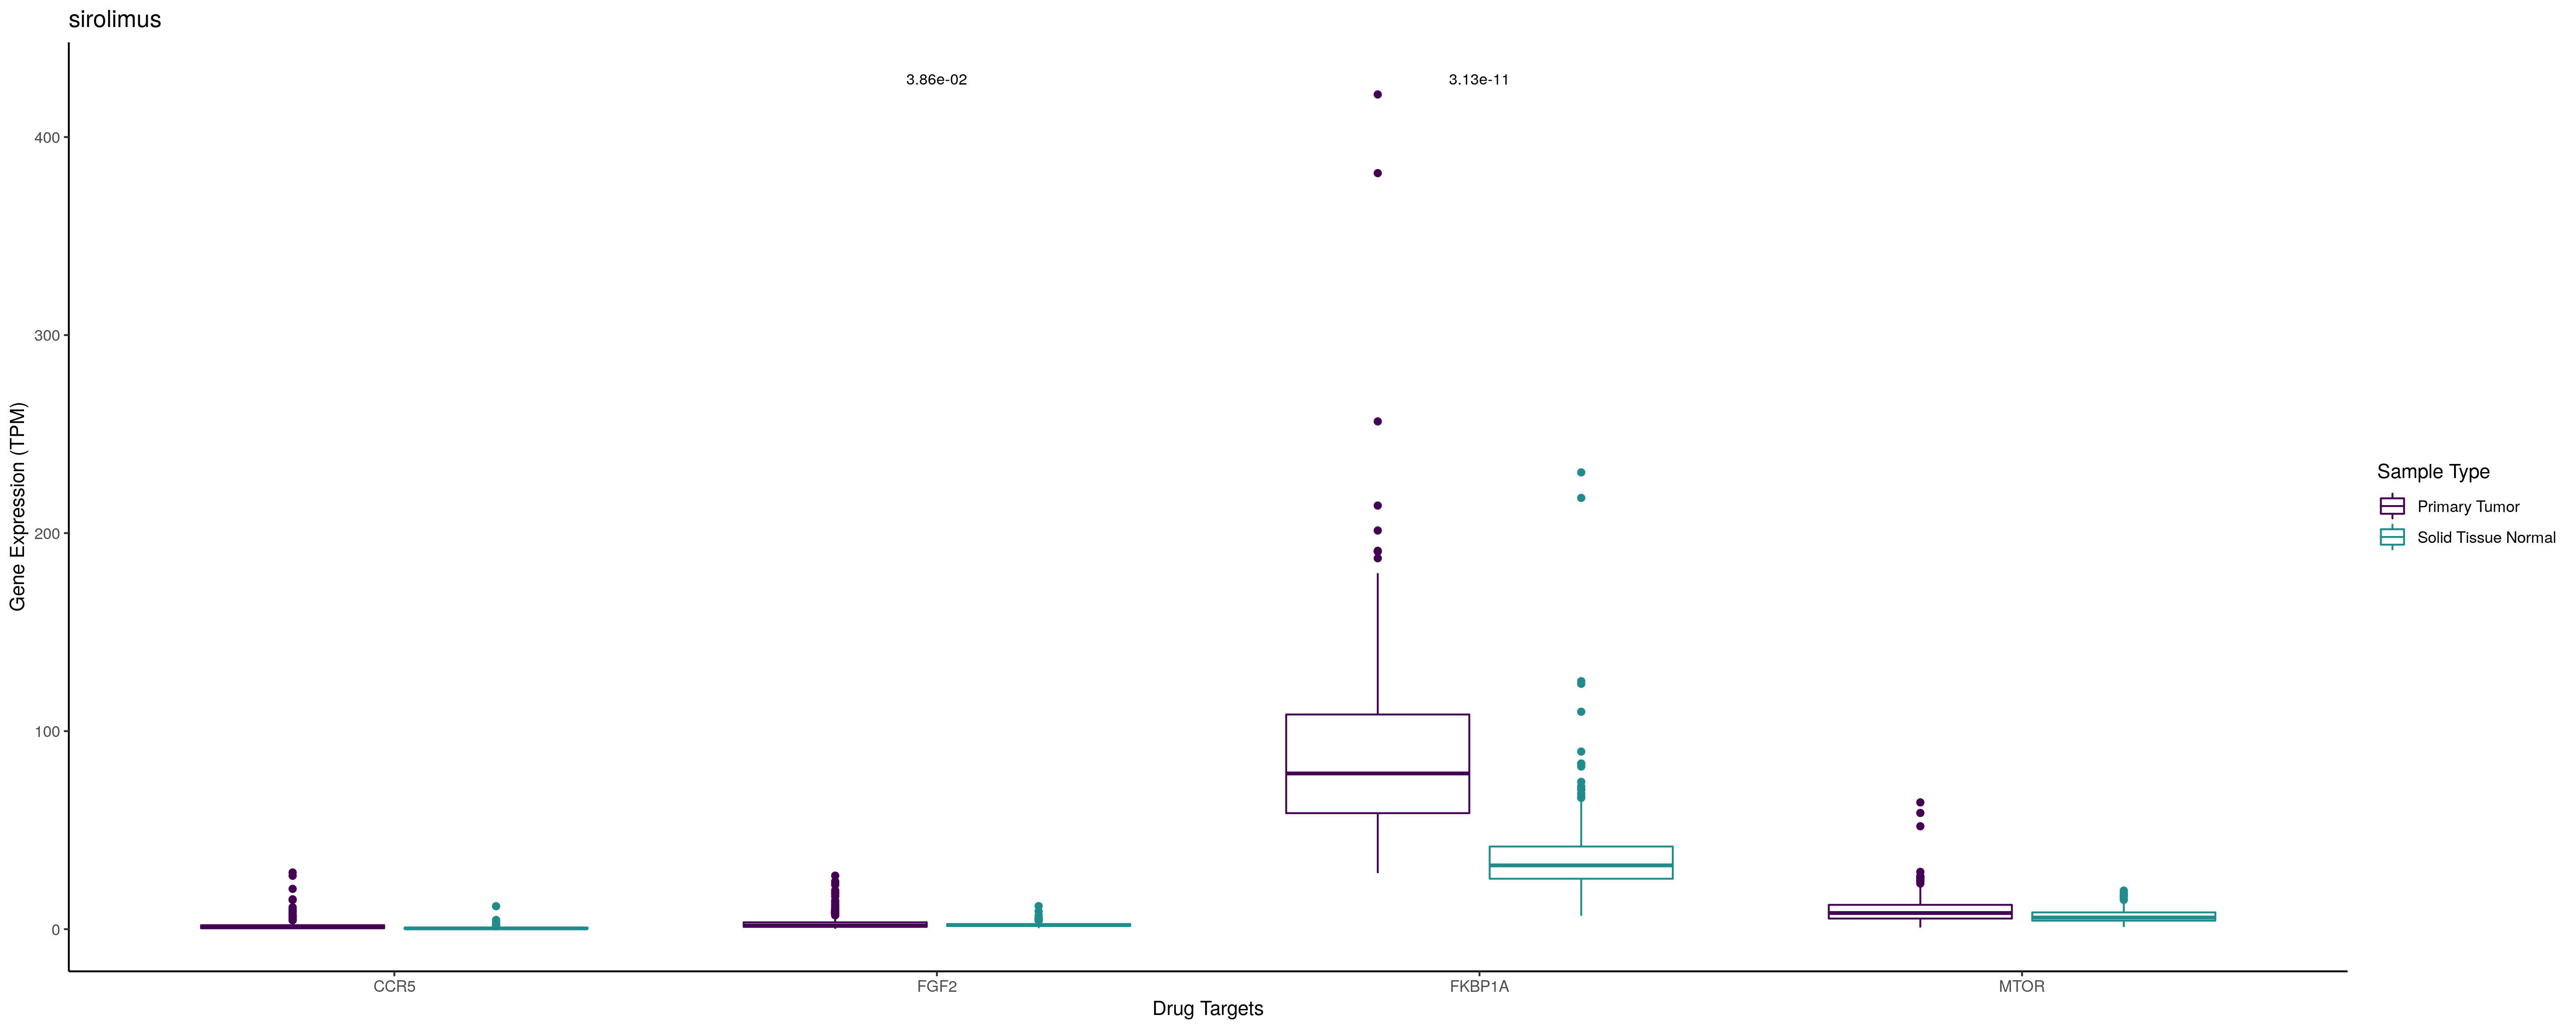 sirolimus
3.86e-02
3.13e-11
400
300
200
100
0
Gene Expression (TPM)
CCR5
FGF2
FKBP1A
MTOR
Drug Targets
Sample Type
Primary Tumor
Solid Tissue Normal